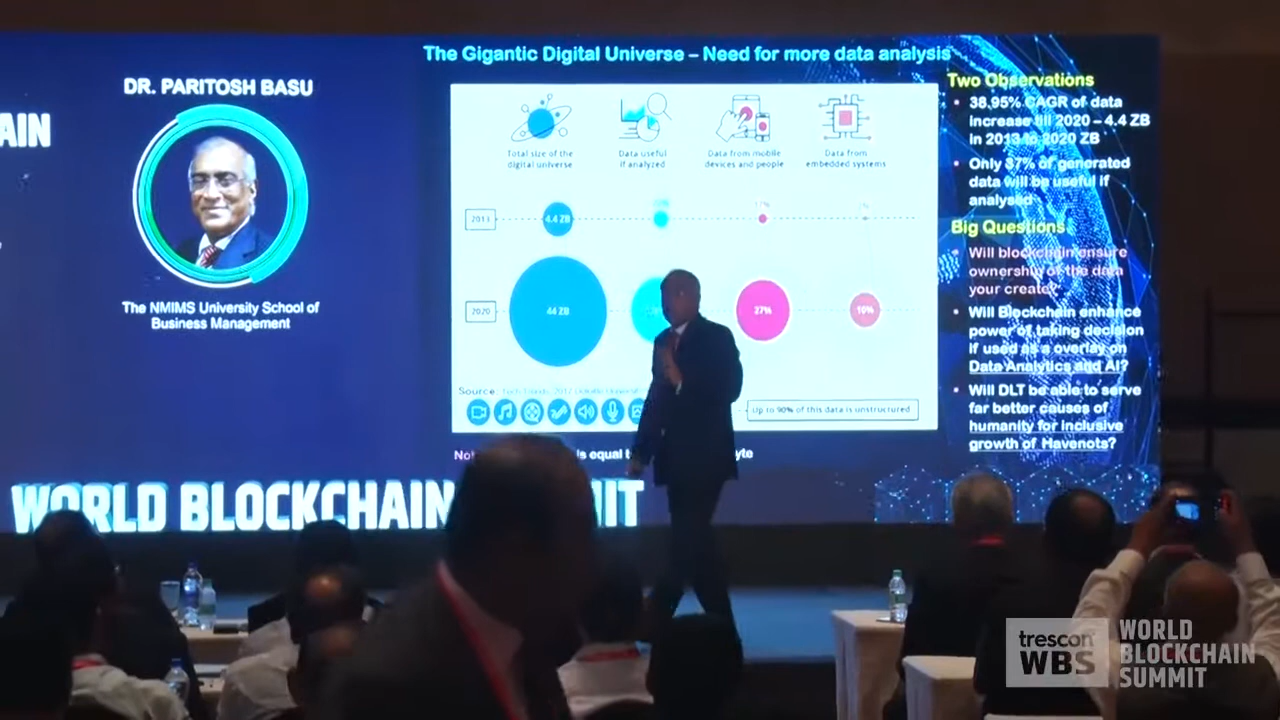 The Gigantic Digital Universe – Need for more data analysis
AIN
DR. PARITOSH BASU
The NMIMS University School of
Business Management
Total size of the
digital universe
Data useful
if analyzed
Data from mobile
devices and people
Data from
embedded systems
2013
4.4 ZB
17%
2020
44 ZB
27%
10%
Source:
Up to 90% of this data is unstructured
is equal
Two Observations
• 38.95% CAGR of data
increase till 2020 – 4.4 ZB
in 2013 to 2020 ZB
• Only 37% of generated
data will be useful if
analysed
Big Questions
• Will blockchain ensure
ownership of the data
your create?
• Will Blockchain enhance
power of taking decision
if used as a overlay on
Data Analytics and AI?
• Will DLT be able to serve
far better causes of
humanity for inclusive
growth of Havenots?
WORLD BLOCKCHAIN MIT
trescon
WBS
WORLD
BLOCKCHAIN
SUMMIT